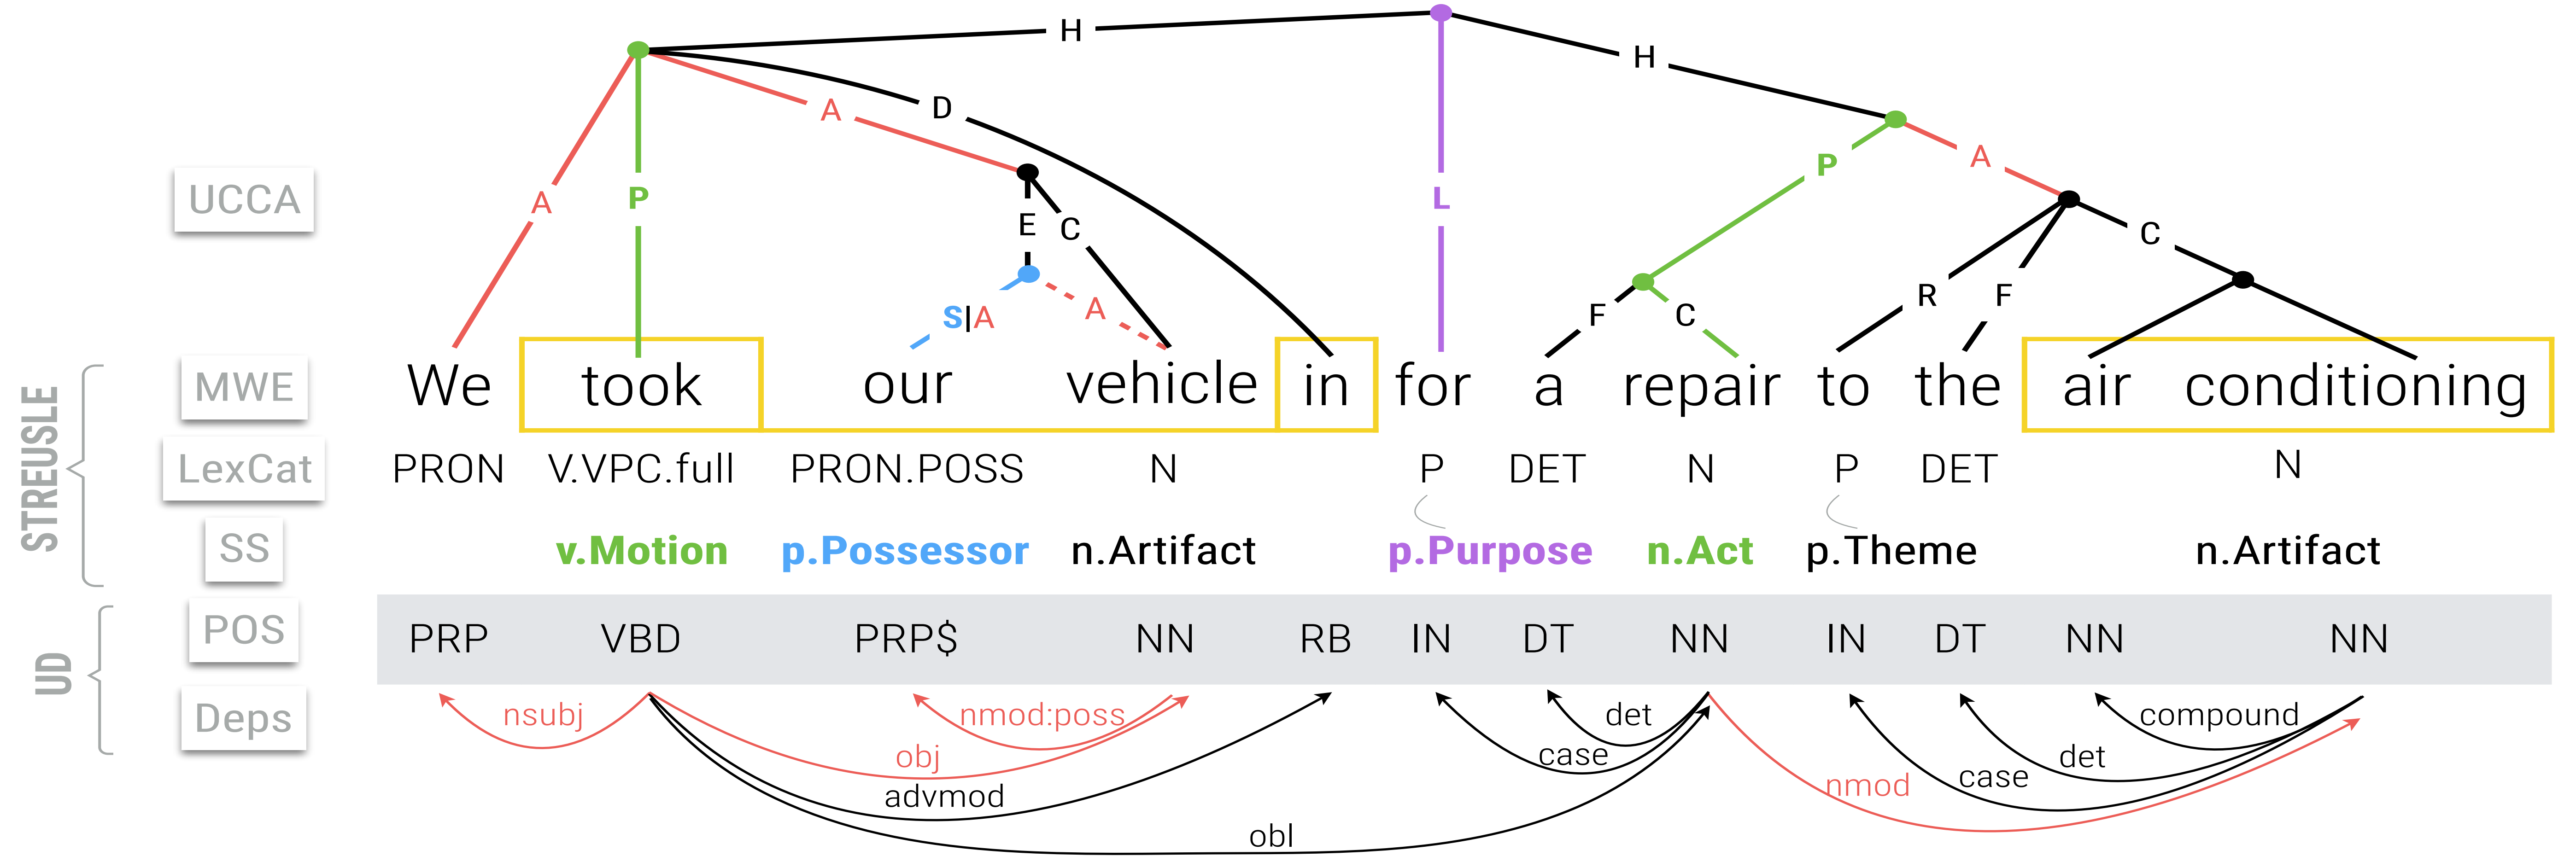 H
H
D
A
P
A
UCCA
A
P
L
E
C
C
S|A
A
F
C
R
F
STREUSLE
MWE
We took our vehicle in for a repair to the air conditioning
LexCat
PRON V.VPC.full PRON.POSS N P DET N P DET N
SS
v.Motion p.Possessor n.Artifact p.Purpose n.Act p.Theme n.Artifact
UD
POS
PRP VBD PRP$ NN RB IN DT NN IN DT NN NN
Deps
nsubj nmod:poss det compound
obj case det
advmod nmod case
obl